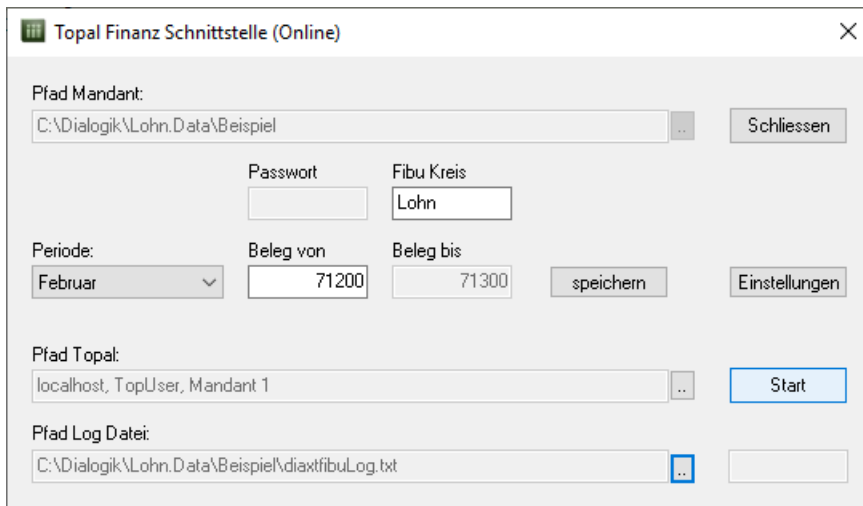 Topal Finanz Schnittstelle (Online)
Pfad Mandant:
C:\Dialogik\Lohn.Data\Beispiel
..
Schliessen
Passwort
Fibu Kreis
Lohn
Periode:
Beleg von
Beleg bis
Februar
71200
71300
speichern
Einstellungen
Pfad Topal:
localhost, TopUser, Mandant 1
..
Start
Pfad Log Datei:
C:\Dialogik\Lohn.Data\Beispiel\diaxtfibuLog.txt
..